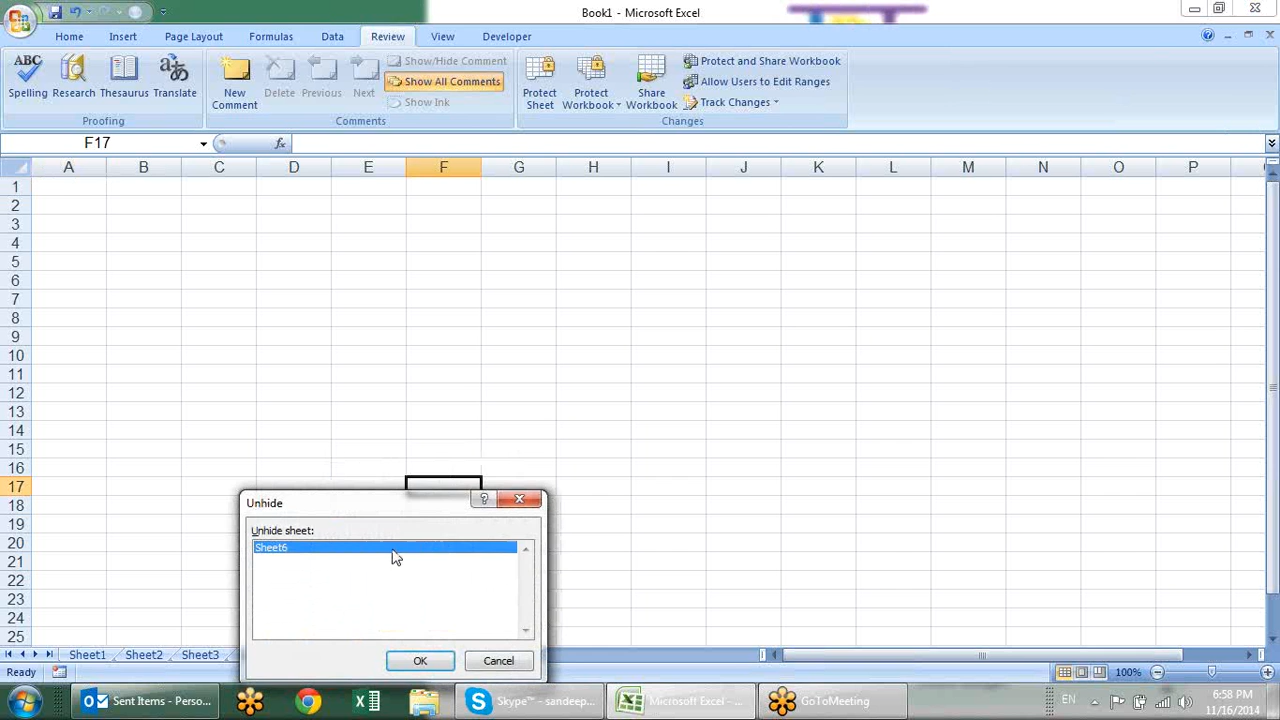 Book1 - Microsoft Excel
Home Insert Page Layout Formulas Data Review View Developer
ABC
Spelling Research Thesaurus Translate
Proofing
New Comment Delete Previous Next
Show/Hide Comment
Show All Comments
Show Ink
Comments
Protect Sheet Protect Workbook Share Workbook
Protect and Share Workbook
Allow Users to Edit Ranges
Track Changes
Changes
F17 fx
A B C D E F G H I J K L M N O P
1
2
3
4
5
6
7
8
9
10
11
12
13
14
15
16
17
18
19
20
21
22
23
24
25
Unhide ?
Unhide sheet:
Sheet6
OK Cancel
Sheet1 Sheet2 Sheet3
Ready 100%
Sent Items - Perso... Skype™ - sandeep... Microsoft Excel - ... GoToMeeting EN 6:58 PM
11/16/2014